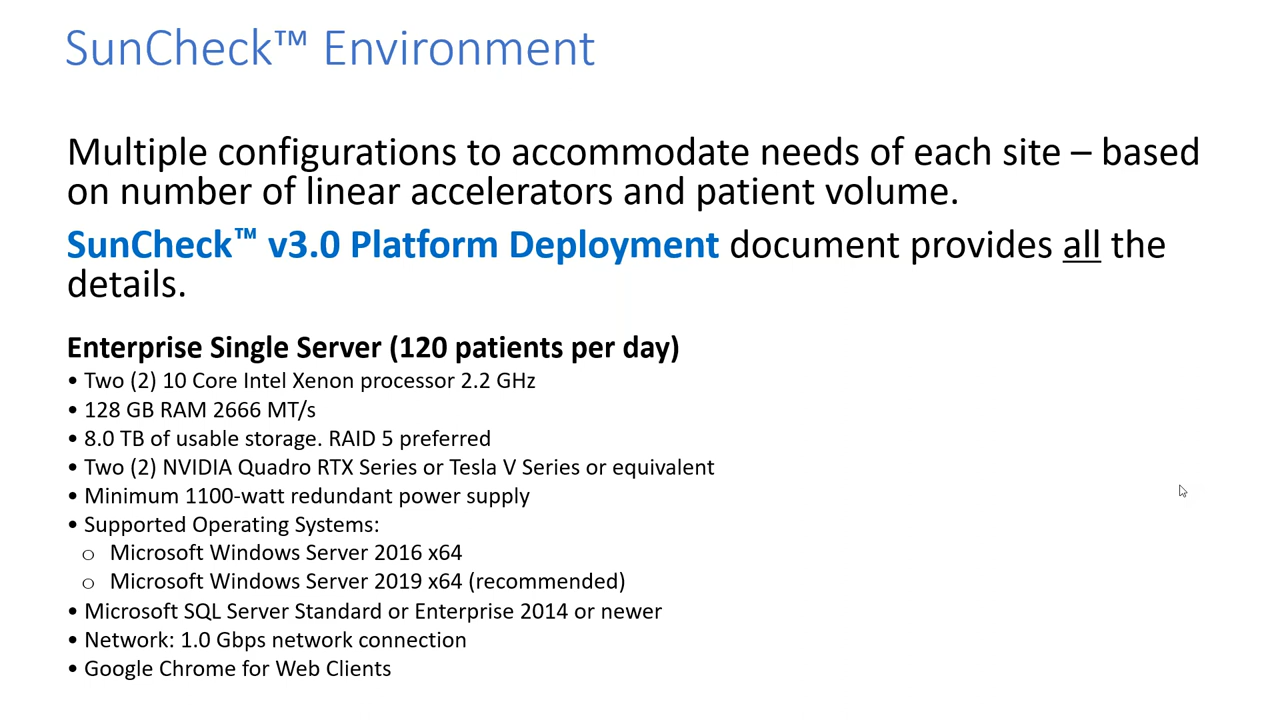 SunCheck™ Environment
Multiple configurations to accommodate needs of each site – based
on number of linear accelerators and patient volume.
SunCheck™ v3.0 Platform Deployment document provides all the
details.
Enterprise Single Server (120 patients per day)
• Two (2) 10 Core Intel Xenon processor 2.2 GHz
• 128 GB RAM 2666 MT/s
• 8.0 TB of usable storage. RAID 5 preferred
• Two (2) NVIDIA Quadro RTX Series or Tesla V Series or equivalent
• Minimum 1100-watt redundant power supply
• Supported Operating Systems:
○ Microsoft Windows Server 2016 x64
○ Microsoft Windows Server 2019 x64 (recommended)
• Microsoft SQL Server Standard or Enterprise 2014 or newer
• Network: 1.0 Gbps network connection
• Google Chrome for Web Clients